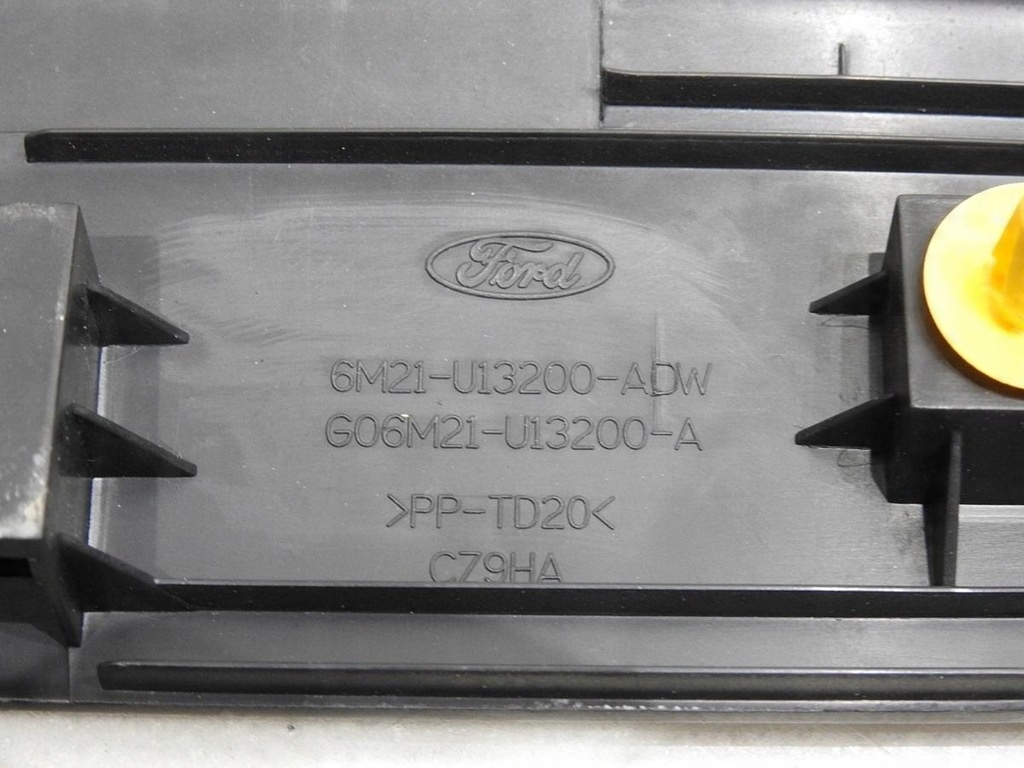 Ford
6M21-U13200-ADW
G06M21-U13200-A
>PP-TD20<
CZ9HA